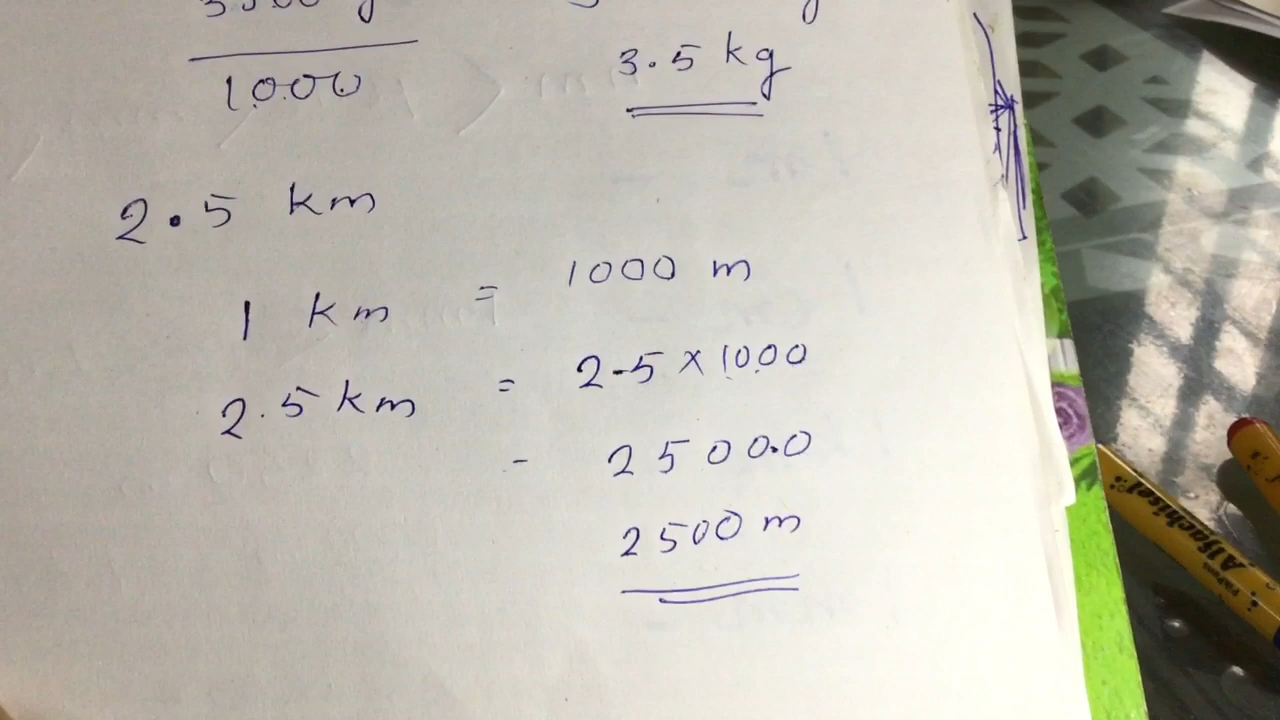 3.5 kg
1000
2.5 km
1 km = 1000 m
2.5 km = 2.5 × 1000
- 2500.0
2500 m
Alfachisel